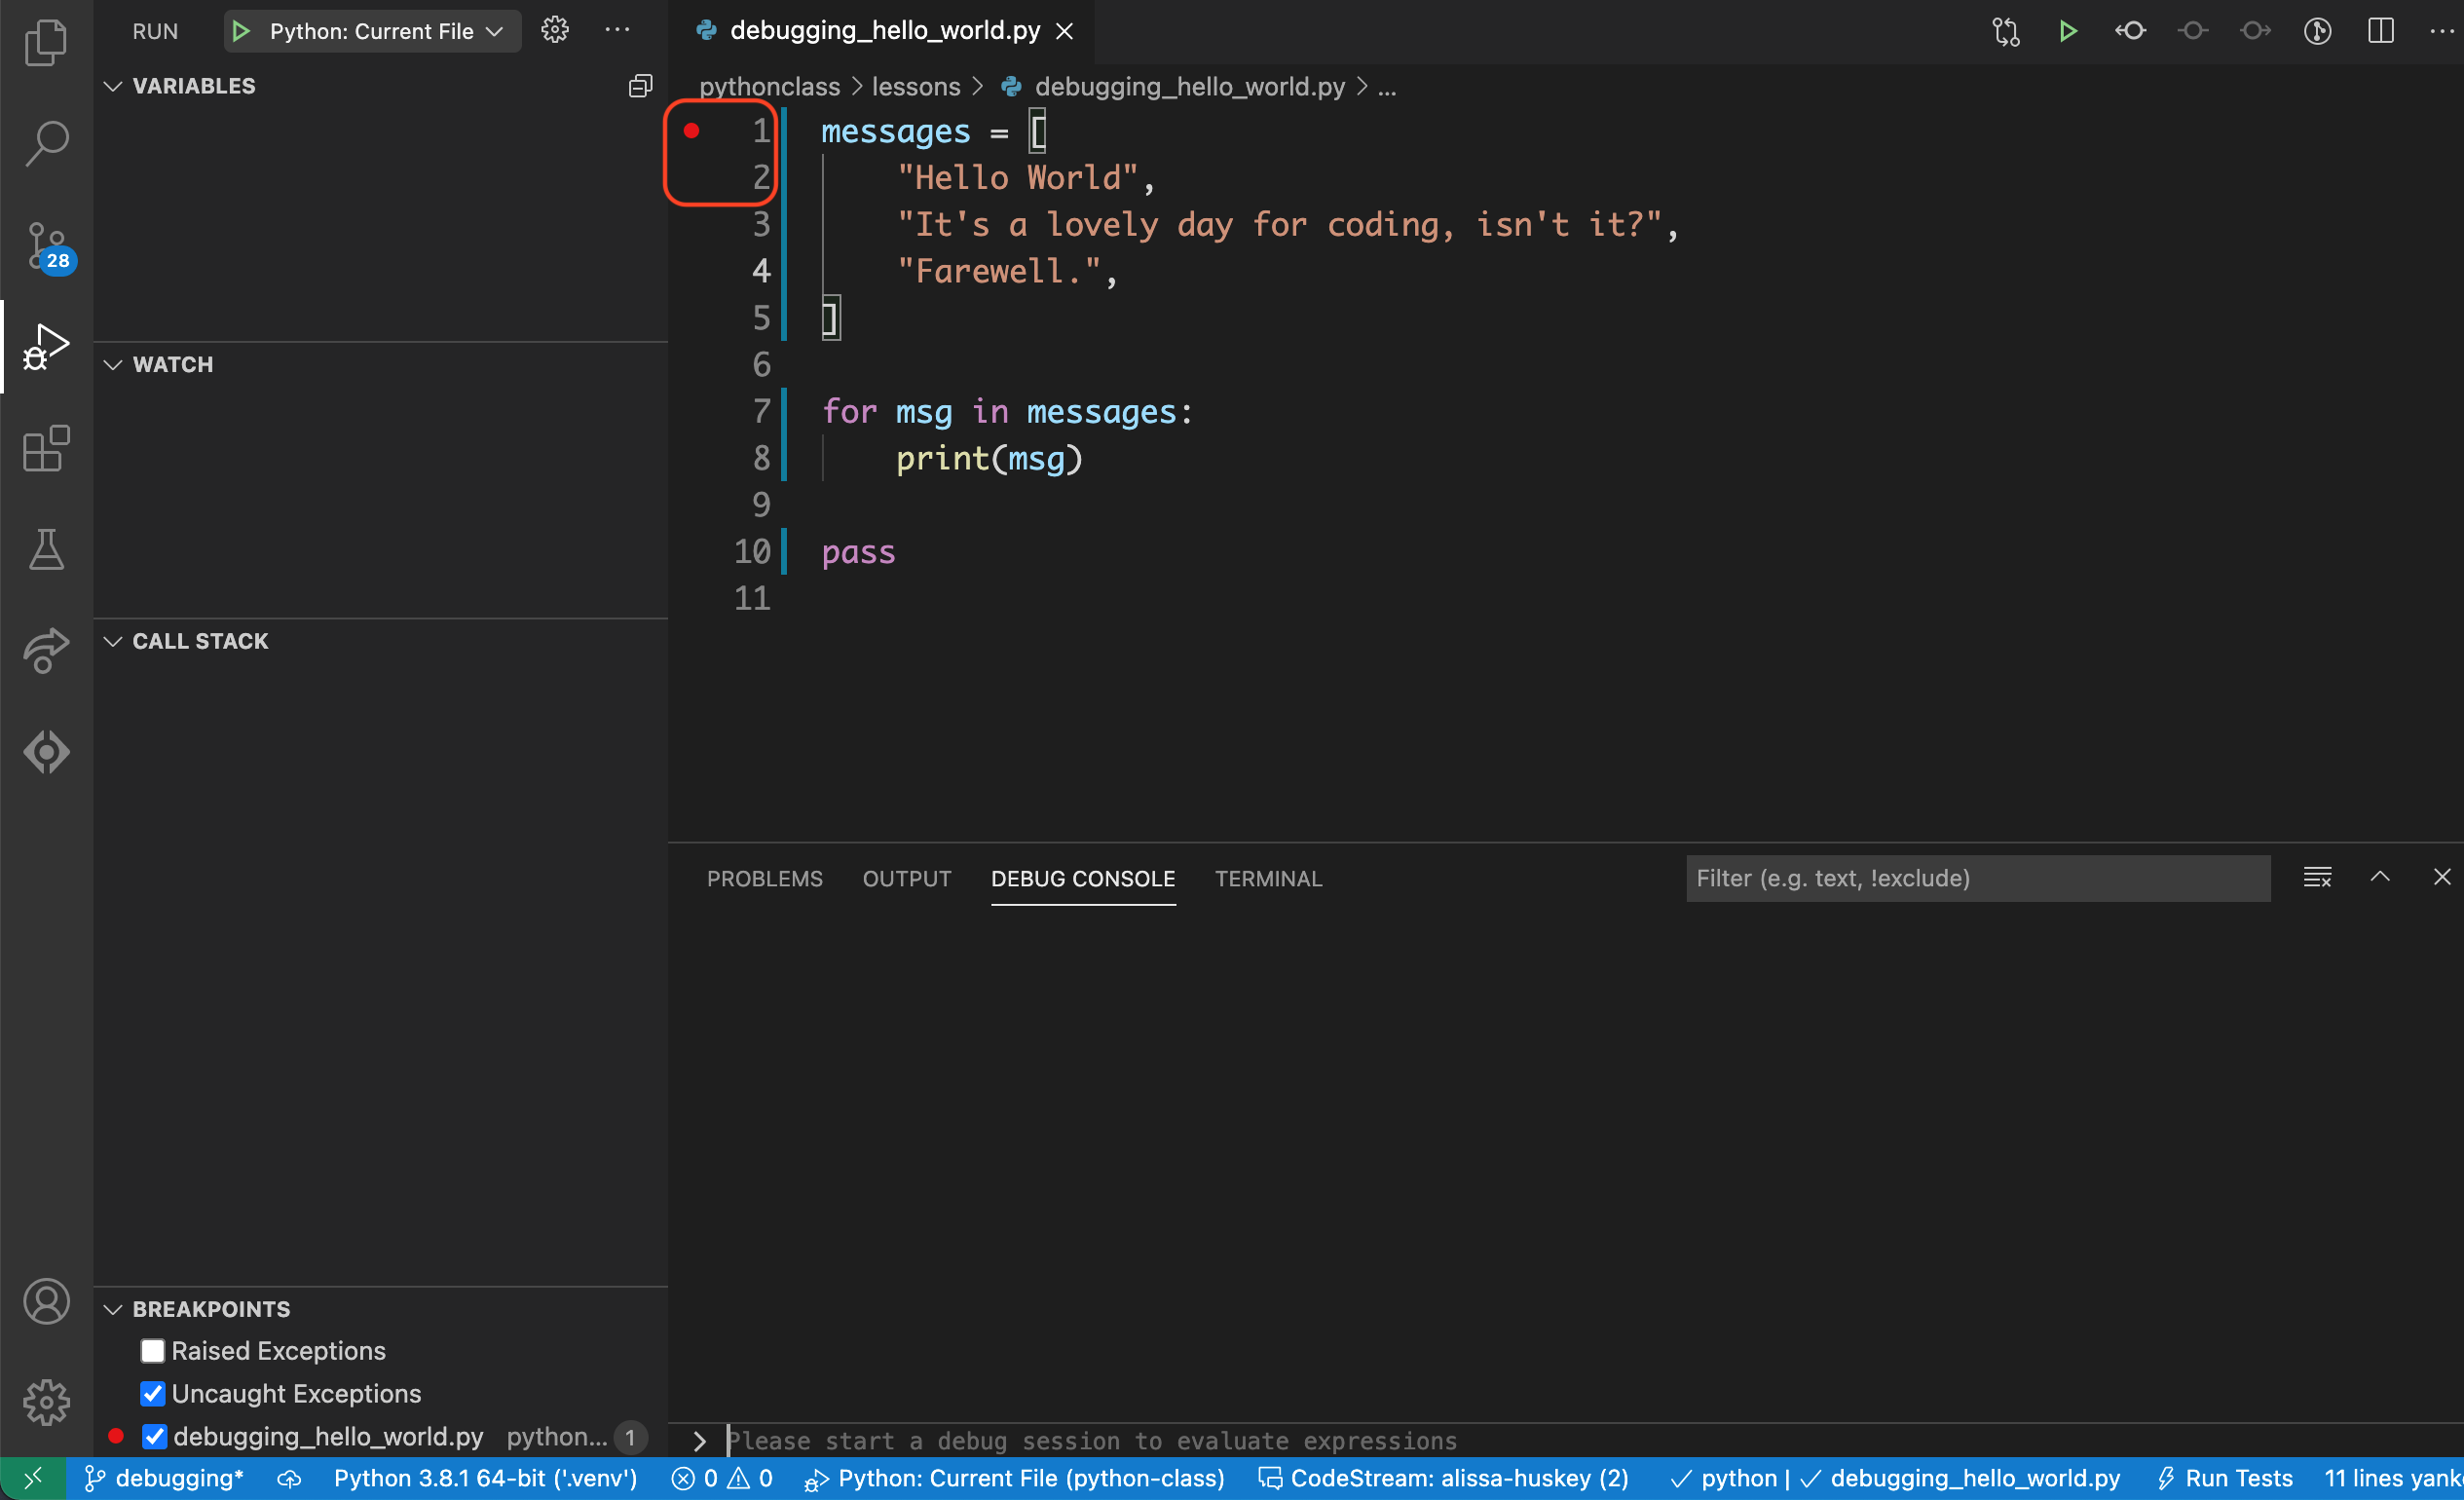 RUN
Python: Current File
VARIABLES
WATCH
CALL STACK
BREAKPOINTS
Raised Exceptions
Uncaught Exceptions
debugging_hello_world.py python... 1
28
debugging_hello_world.py
pythonclass > lessons > debugging_hello_world.py > ...
1 messages = [
2 "Hello World",
3 "It's a lovely day for coding, isn't it?",
4 "Farewell.",
5 ]
6
7 for msg in messages:
8 print(msg)
9
10 pass
11
PROBLEMS OUTPUT DEBUG CONSOLE TERMINAL
Filter (e.g. text, !exclude)
Please start a debug session to evaluate expressions
debugging* Python 3.8.1 64-bit ('.venv') 0 0 Python: Current File (python-class) CodeStream: alissa-huskey (2) python | debugging_hello_world.py Run Tests 11 lines yank